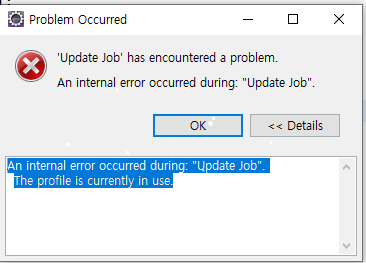 Problem Occurred
'Update Job' has encountered a problem.
An internal error occurred during: "Update Job".
OK
<< Details
An internal error occurred during: "Update Job".
The profile is currently in use.